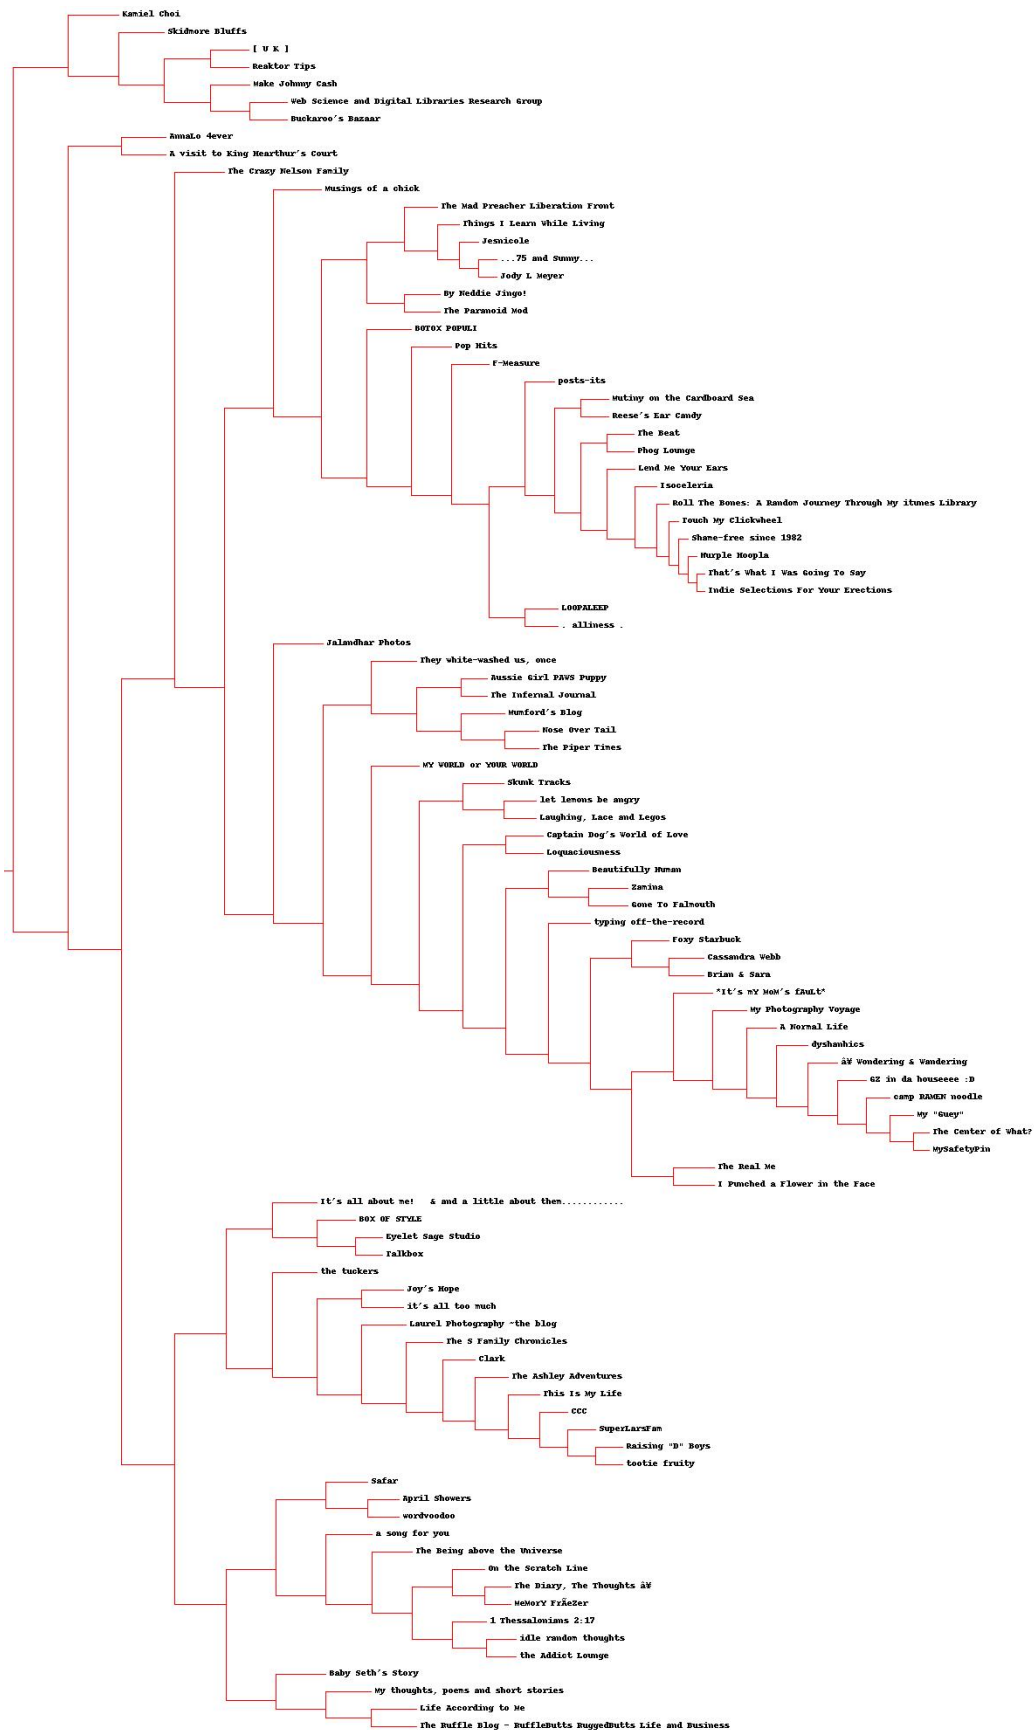 Kamiel Choi
Skidmore Bluffs
[ U K ]
Reaktor Tips
Make Johnny Cash
Web Science and Digital Libraries Research Group
Buckaroo's Bazaar
AnnaLo 4ever
A visit to King Hearthur's Court
The Crazy Nelson Family
Musings of a chick
The Mad Preacher Liberation Front
Things I Learn While Living
Jesnicole
...75 and Sunny...
Jody L Meyer
By Neddie Jingo!
The Paranoid Mod
BOTOX POPULI
Pop Hits
F-Measure
posts-its
Mutiny on the Cardboard Sea
Reese's Ear Candy
The Beat
Phog Lounge
Lend Me Your Ears
Isoceleria
Roll The Bones: A Random Journey Through My itunes Library
Touch My Clickwheel
Shame-free since 1982
Hurple Hoopla
That's What I Was Going To Say
Indie Selections For Your Erections
LOOPALEEP
. alliness .
Jalandhar Photos
They white-washed us, once
Aussie Girl PAWS Puppy
The Infernal Journal
Mumford's Blog
Nose Over Tail
The Piper Times
MY WORLD or YOUR WORLD
Skunk Tracks
let lemons be angry
Laughing, Lace and Legos
Captain Dog's World of Love
Loquaciousness
Beautifully Human
Zamina
Gone To Falmouth
typing off-the-record
Foxy Starbuck
Cassandra Webb
Brian & Sara
*It's mY MoM's fAuLt*
My Photography Voyage
A Normal Life
dyshanhics
â¥ Wondering & Wandering
GZ in da houseeee :D
camp RAMEN noodle
My "Guey"
The Center of What?
MySafetyPin
The Real Me
I Punched a Flower in the Face
It's all about me!   & and a little about them............
BOX OF STYLE
Eyelet Sage Studio
Talkbox
the tuckers
Joy's Hope
it's all too much
Laurel Photography ~the blog
The S Family Chronicles
Clark
The Ashley Adventures
This Is My Life
CCC
SuperLarsFam
Raising "D" Boys
tootie fruity
Safar
April Showers
wordvoodoo
a song for you
The Being above the Universe
On the Scratch Line
The Diary, The Thoughts â¥
MeMorY FrÃeZer
1 Thessalonians 2:17
idle random thoughts
the Addict Lounge
Baby Seth's Story
My thoughts, poems and short stories
Life According to Me
The Ruffle Blog - RuffleButts RuggedButts Life and Business